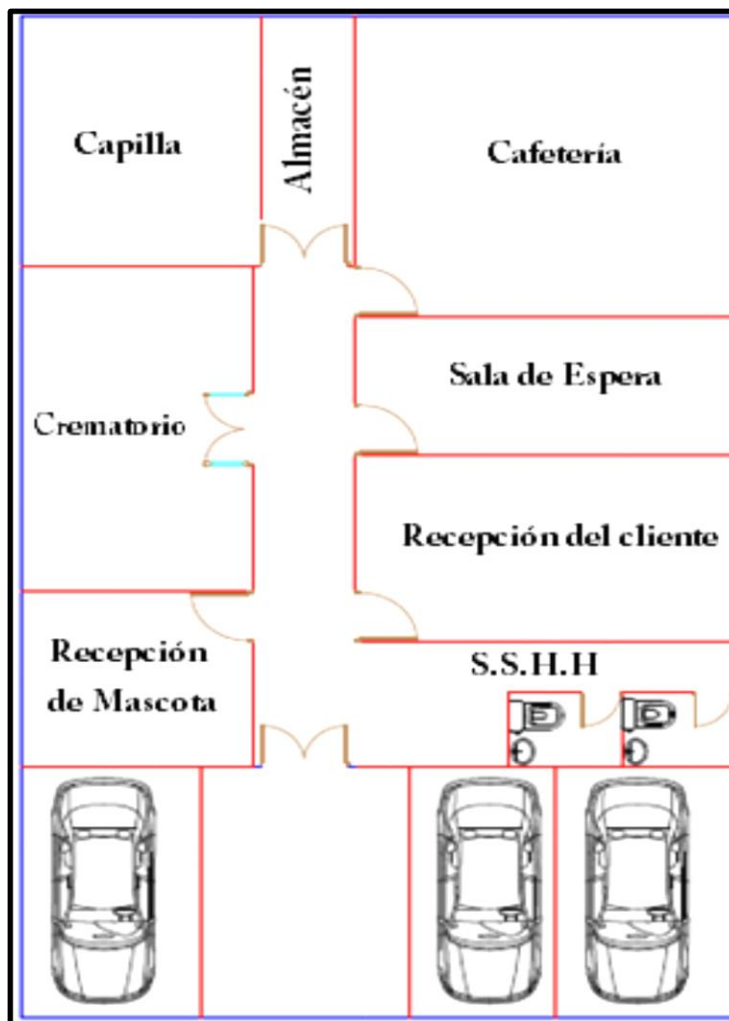 Capilla
Almacén
Cafetería
Sala de Espera
Crematorio
Recepción del cliente
Recepción
de Mascota
S.S.H.H